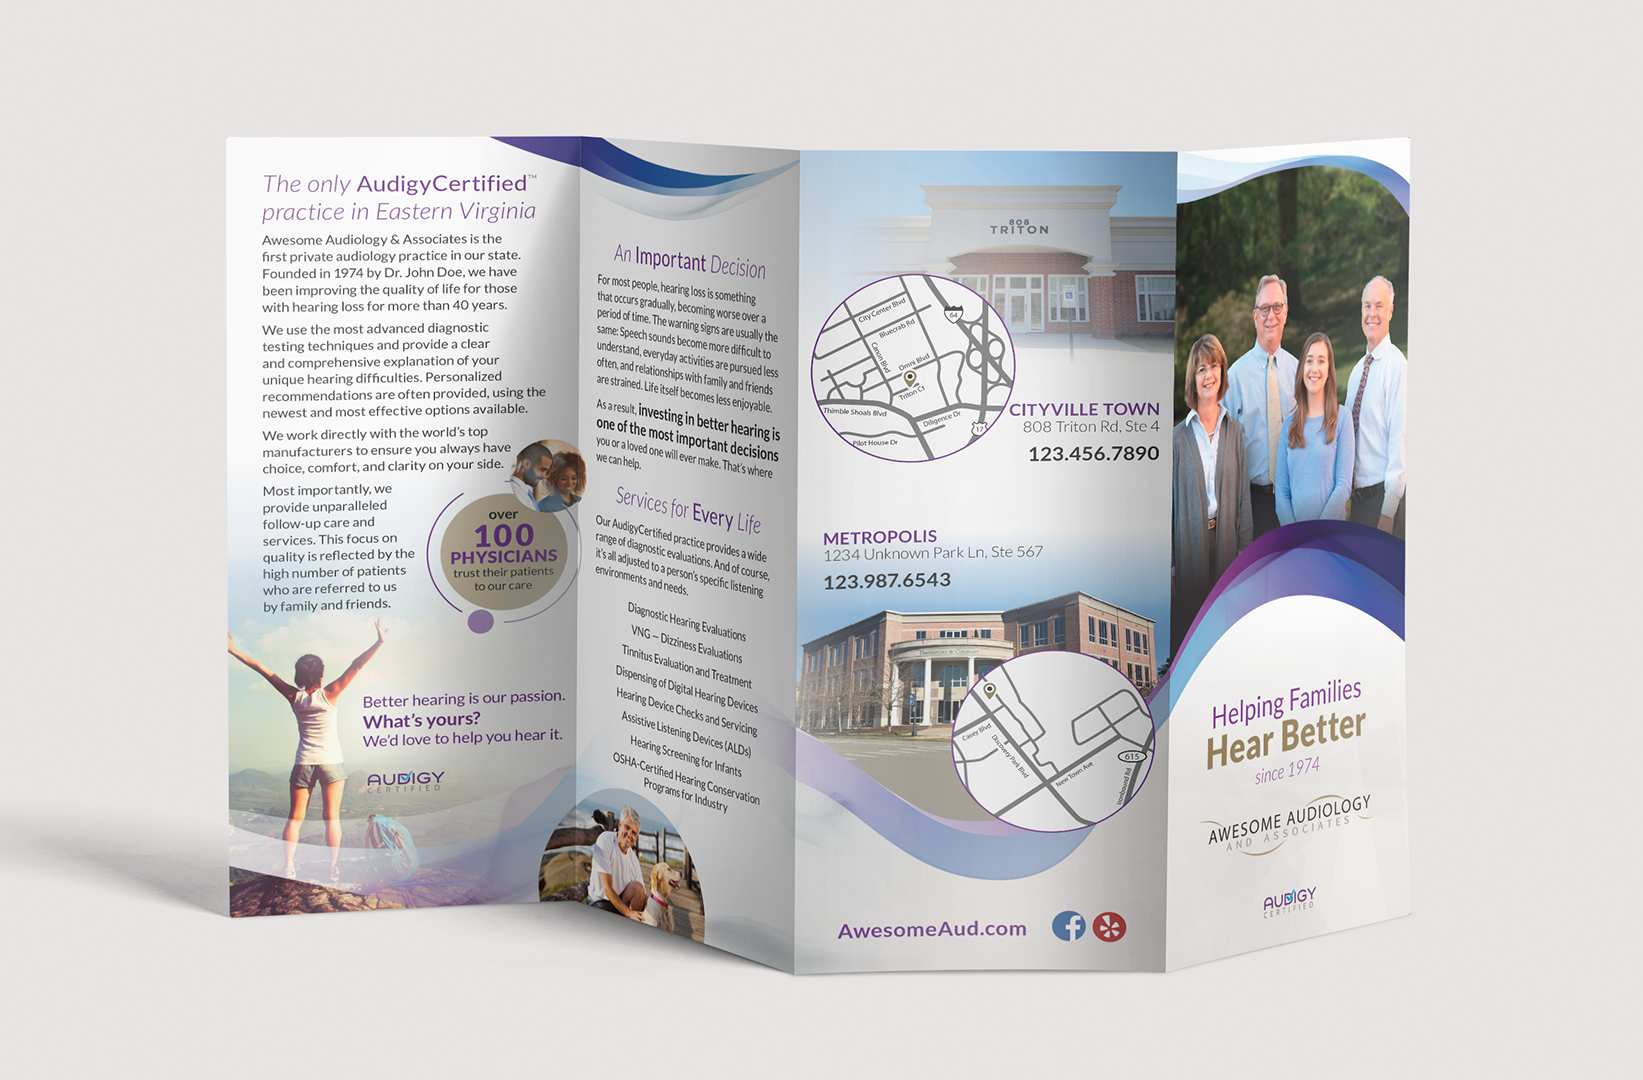 The only AudigyCertified™
practice in Eastern Virginia
Awesome Audiology & Associates is the
first private audiology practice in our state.
Founded in 1974 by Dr. John Doe, we have
been improving the quality of life for those
with hearing loss for more than 40 years.
We use the most advanced diagnostic
testing techniques and provide a clear
and comprehensive explanation of your
unique hearing difficulties. Personalized
recommendations are often provided, using the
newest and most effective options available.
We work directly with the world's top
manufacturers to ensure you always have
choice, comfort, and clarity on your side.
Most importantly, we
provide unparalleled
follow-up care and
services. This focus on
quality is reflected by the
high number of patients
who are referred to us
by family and friends.
over
100
PHYSICIANS
trust their patients
to our care
Better hearing is our passion.
What's yours?
We'd love to help you hear it.
AUDIGY
CERTIFIED
An Important Decision
For most people, hearing loss is something
that occurs gradually, becoming worse over a
period of time. The warning signs are usually the
same: Speech sounds become more difficult to
understand, everyday activities are pursued less
often, and relationships with family and friends
are strained. Life itself becomes less enjoyable.
As a result, investing in better hearing is
one of the most important decisions
you or a loved one will ever make. That's where
we can help.
Services for Every Life
Our AudigyCertified practice provides a wide
range of diagnostic evaluations. And of course,
it's all adjusted to a person's specific listening
environments and needs.
Diagnostic Hearing Evaluations
VNG – Dizziness Evaluations
Tinnitus Evaluation and Treatment
Dispensing of Digital Hearing Devices
Hearing Device Checks and Servicing
Assistive Listening Devices (ALDs)
Hearing Screening for Infants
OSHA-Certified Hearing Conservation
Programs for Industry
808
TRITON
City Center Blvd
Bluecrab Rd
Canon Blvd
Omni Blvd
Triton Ct
Thimble Shoals Blvd
Diligence Dr
Pilot House Dr
64
17
CITYVILLE TOWN
808 Triton Rd, Ste 4
123.456.7890
METROPOLIS
1234 Unknown Park Ln, Ste 567
123.987.6543
Casey Blvd
Discovery Park Blvd
New Town Ave
Ironbound Rd
615
AwesomeAud.com
Helping Families
Hear Better
since 1974
AWESOME AUDIOLOGY
AND ASSOCIATES
AUDIGY
CERTIFIED